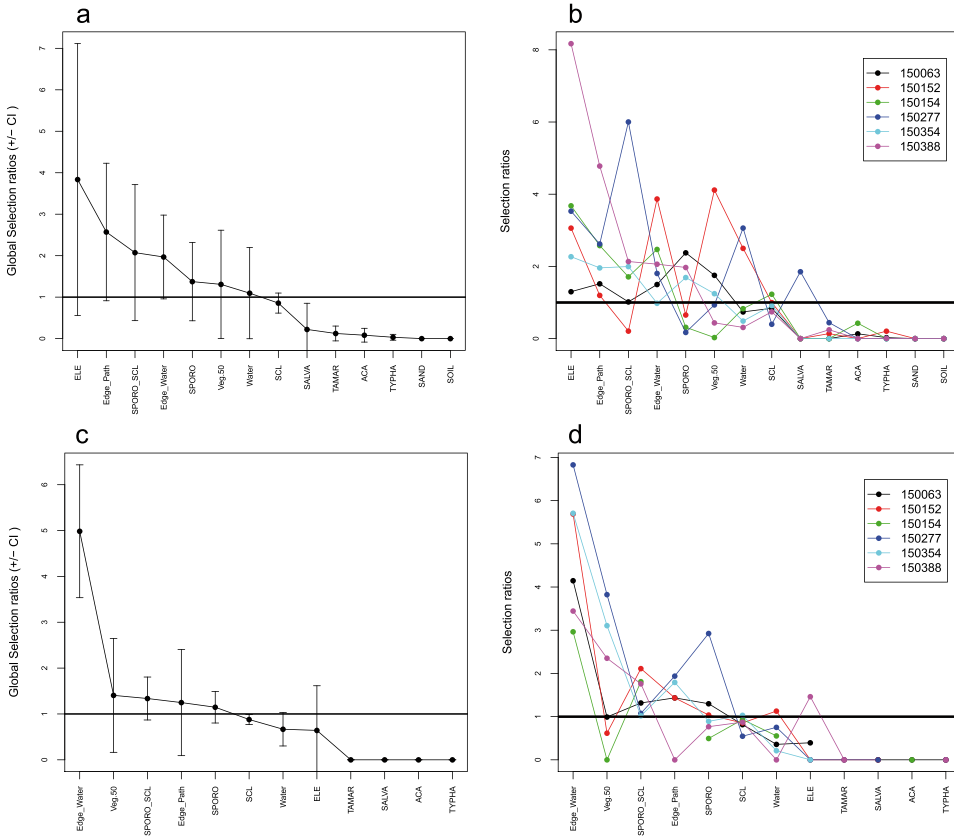 a
Global Selection ratios (+/− CI )
7
6
5
4
3
2
1
0
ELE
Edge_Path
SPORO_SCL
Edge_Water
SPORO
Veg.50
Water
SCL
SALVA
TAMAR
ACA
TYPHA
SAND
SOIL
b
Selection ratios
8
6
4
2
0
150063
150152
150154
150277
150354
150388
ELE
Edge_Path
SPORO_SCL
Edge_Water
SPORO
Veg.50
Water
SCL
SALVA
TAMAR
ACA
TYPHA
SAND
SOIL
c
Global Selection ratios (+/− CI )
6
5
4
3
2
1
0
Edge_Water
Veg.50
SPORO_SCL
Edge_Path
SPORO
SCL
Water
ELE
TAMAR
SALVA
ACA
TYPHA
d
Selection ratios
7
6
5
4
3
2
1
0
150063
150152
150154
150277
150354
150388
Edge_Water
Veg.50
SPORO_SCL
Edge_Path
SPORO
SCL
Water
ELE
TAMAR
SALVA
ACA
TYPHA